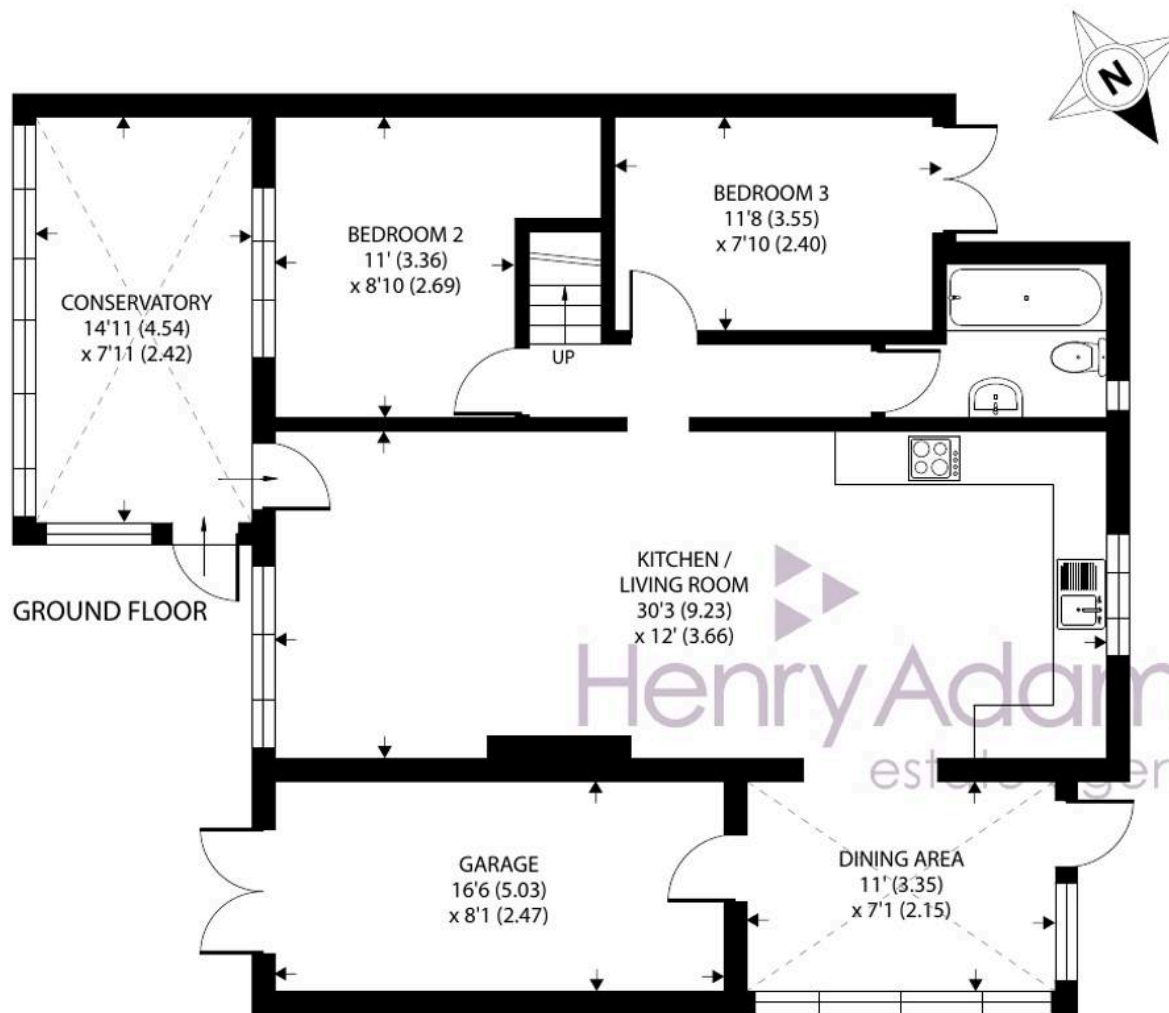 N
BEDROOM 3
11'8 (3.55)
x 7'10 (2.40)
BEDROOM 2
11' (3.36)
x 8'10 (2.69)
CONSERVATORY
14'11 (4.54)
x 7'11 (2.42)
UP
KITCHEN /
LIVING ROOM
30'3 (9.23)
x 12' (3.66)
GROUND FLOOR
Henry Adam
GARAGE
16'6 (5.03)
x 8'1 (2.47)
DINING AREA
11' (3.35)
x 7'1 (2.15)